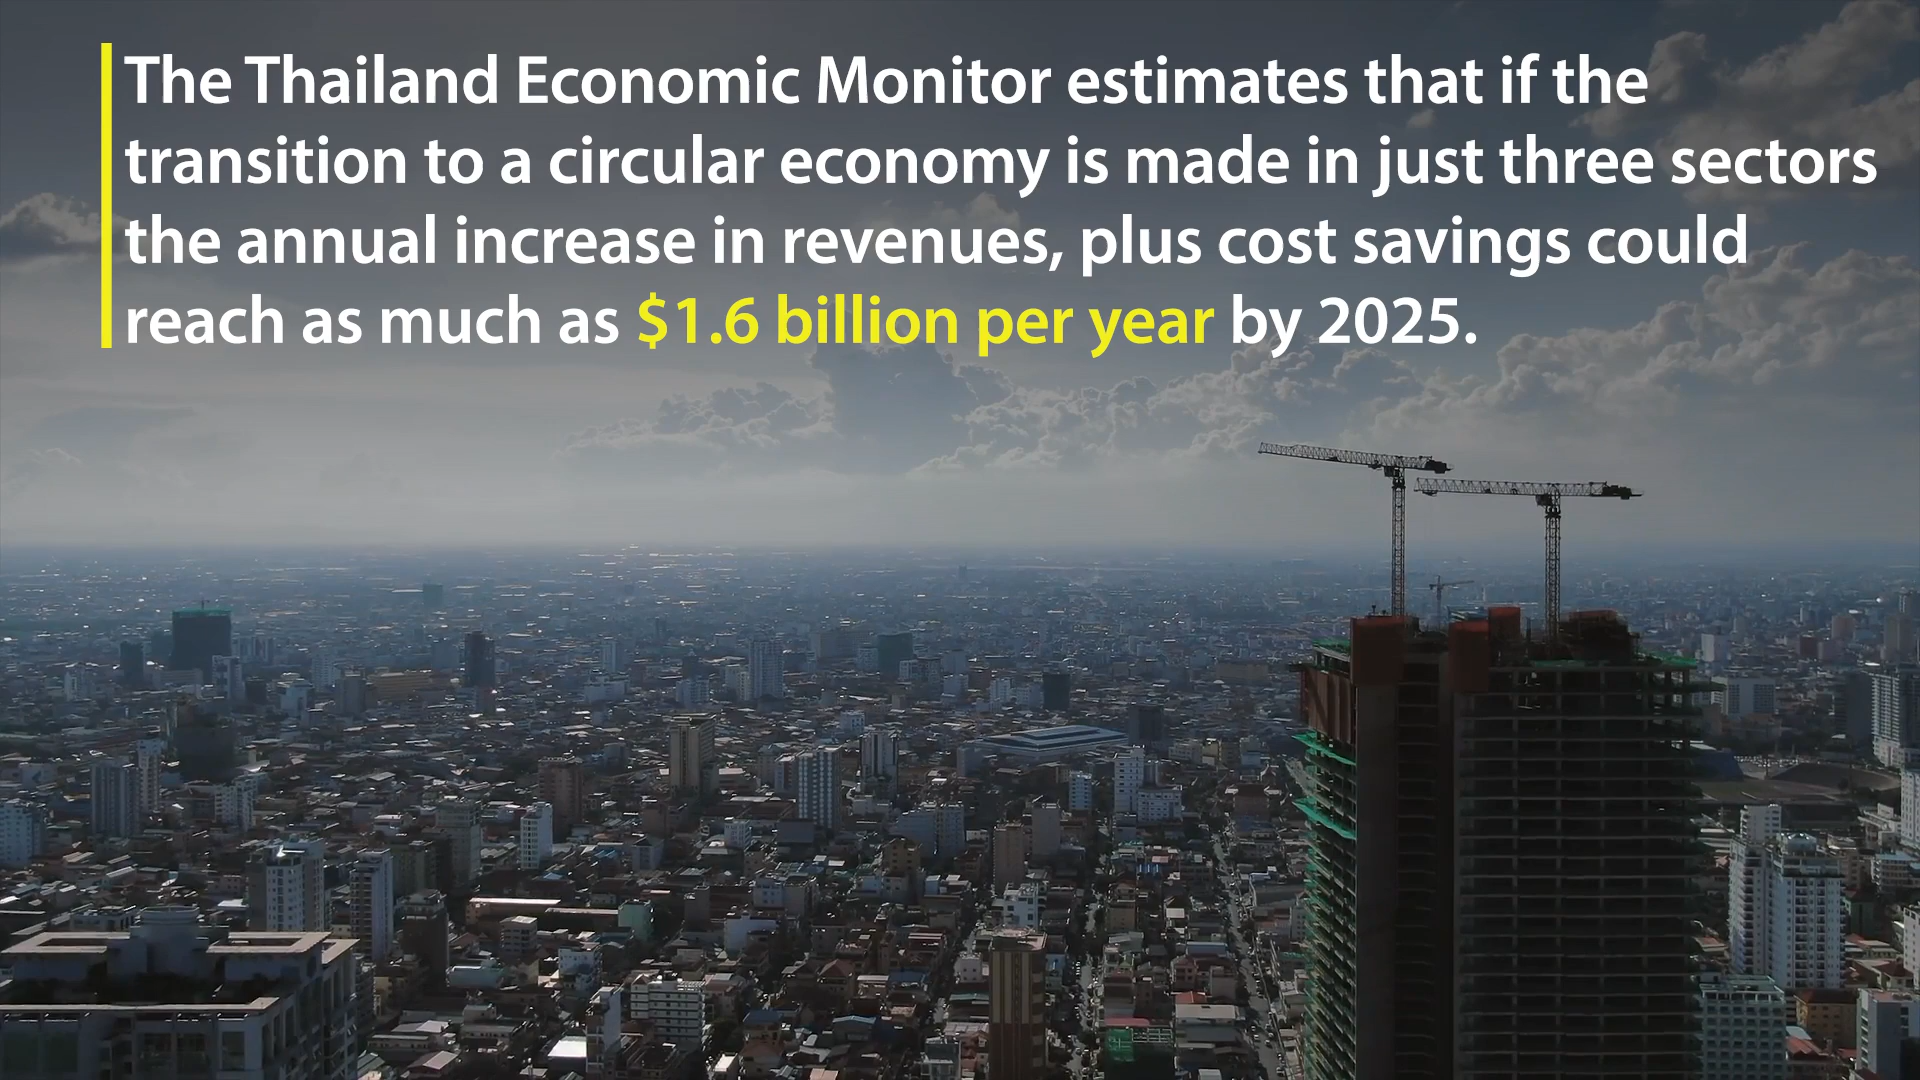 The Thailand Economic Monitor estimates that if the
transition to a circular economy is made in just three sectors
the annual increase in revenues, plus cost savings could
reach as much as $1.6 billion per year by 2025.